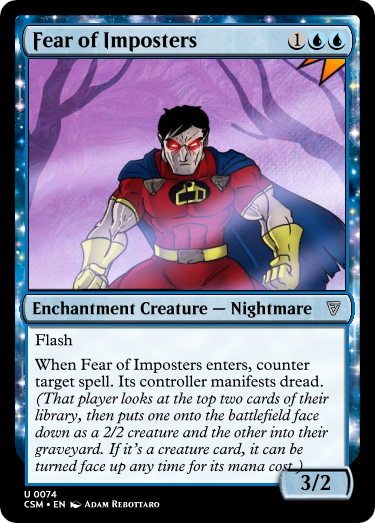 Fear of Imposters 1
Enchantment Creature — Nightmare
Flash
When Fear of Imposters enters, counter
target spell. Its controller manifests dread.
(That player looks at the top two cards of their
library, then puts one onto the battlefield face
down as a 2/2 creature and the other into their
graveyard. If it's a creature card, it can be
turned face up any time for its mana cost.)
3/2
U 0074
CSM • EN Adam Rebottaro